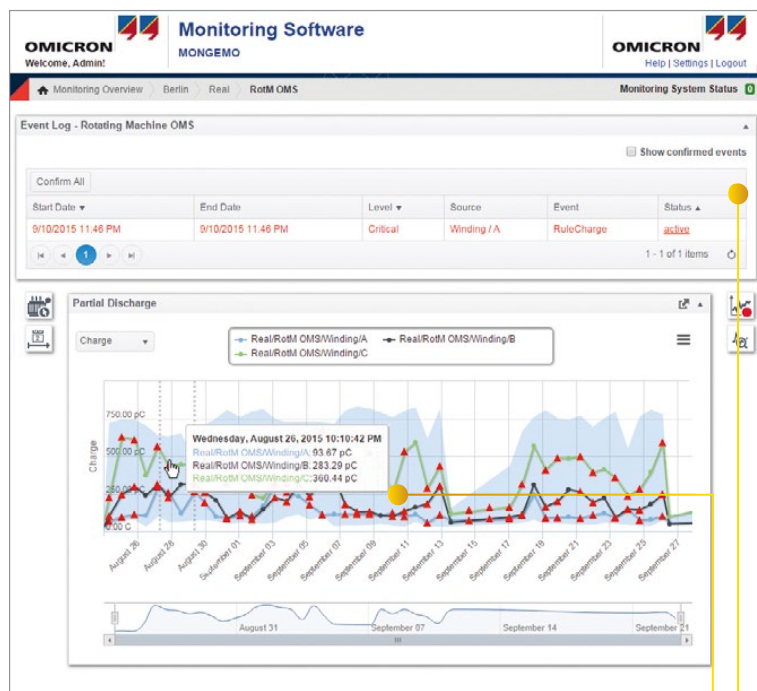 OMICRON
Welcome, Admin!
Monitoring Software
MONGEMO
OMICRON
Help | Settings | Logout
Monitoring Overview Berlin Real RotM OMS
Monitoring System Status 0
Event Log - Rotating Machine OMS
Show confirmed events
Confirm All
Start Date End Date Level Source Event Status
9/10/2015 11.46 PM 9/10/2015 11.46 PM Critical Winding / A RuleCharge active
1
1 - 1 of 1 items
Partial Discharge
Charge
Real/RotM OMS/Winding/A Real/RotM OMS/Winding/B
Real/RotM OMS/Winding/C
Charge
750.00 pC
500.00 pC
250.00 pC
0.00 C
Wednesday, August 26, 2015 10:10:42 PM
Real/RotM OMS/Winding/A: 93.67 pC
Real/RotM OMS/Winding/B: 283.29 pC
Real/RotM OMS/Winding/C: 360.44 pC
August 26 August 28 August 30 September 01 September 03 September 05 September 07 September 09 September 11 September 13 September 15 September 17 September 19 September 21 September 23 September 25 September 27
August 31 September 07 September 14 September 21